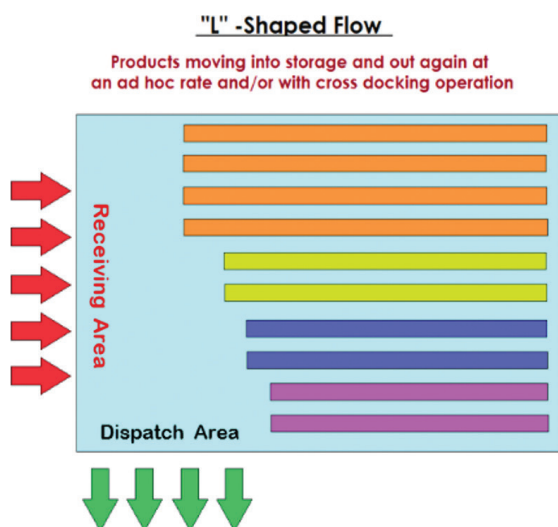 "L" -Shaped Flow
Products moving into storage and out again at
an ad hoc rate and/or with cross docking operation
Receiving Area
Dispatch Area